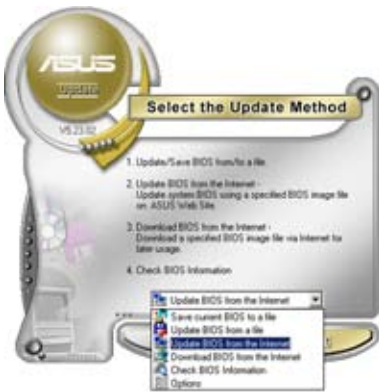 ASUS
Update
V5.23.02
Select the Update Method
1. Update/Save BIOS from/to a file
2. Update BIOS from the Internet -
Update system BIOS using a specified BIOS image file
on ASUS Web Site.
3. Download BIOS from the Internet -
Download a specified BIOS image file via Internet for
later usage.
4. Check BIOS Information
Update BIOS from the Internet
Save current BIOS to a file
Update BIOS from a file
Update BIOS from the Internet
Download BIOS from the Internet
Check BIOS Information
Options